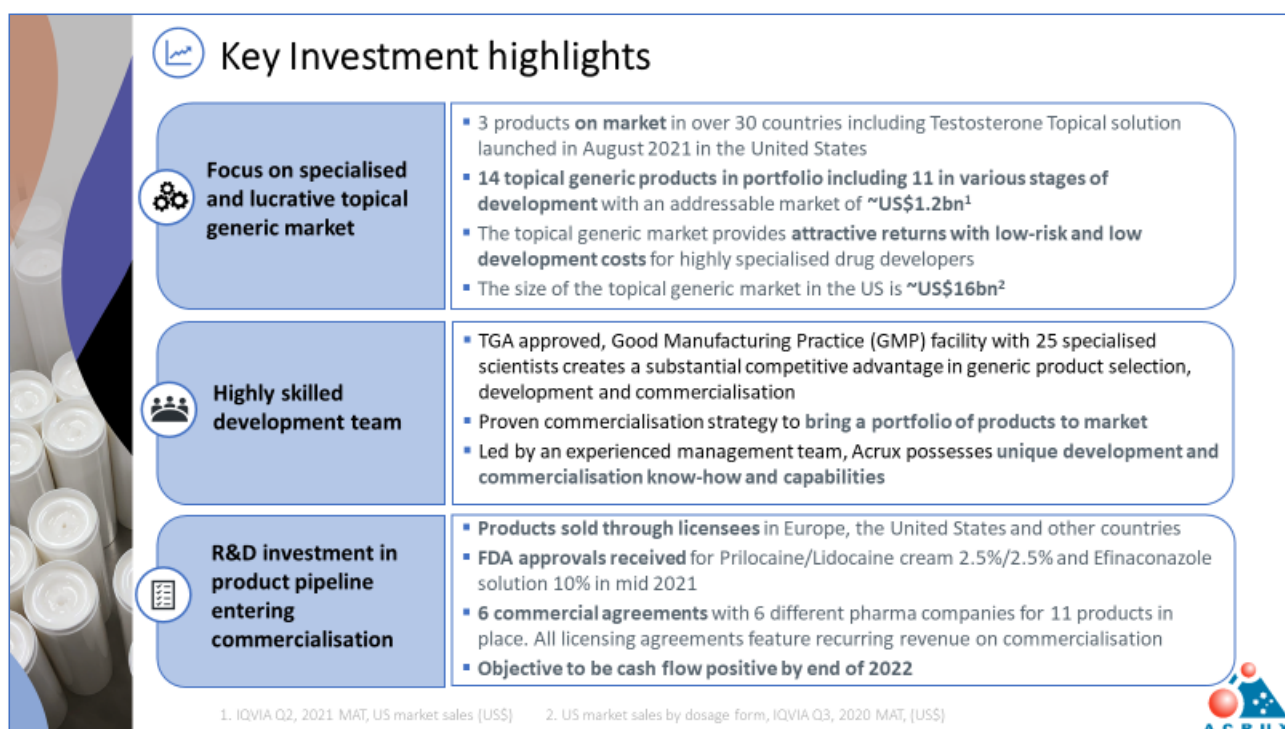 Key Investment highlights
Focus on specialised
and lucrative topical
generic market
▪ 3 products on market in over 30 countries including Testosterone Topical solution
launched in August 2021 in the United States
▪ 14 topical generic products in portfolio including 11 in various stages of
development with an addressable market of ~US$1.2bn¹
▪ The topical generic market provides attractive returns with low-risk and low
development costs for highly specialised drug developers
▪ The size of the topical generic market in the US is ~US$16bn²
Highly skilled
development team
▪ TGA approved, Good Manufacturing Practice (GMP) facility with 25 specialised
scientists creates a substantial competitive advantage in generic product selection,
development and commercialisation
▪ Proven commercialisation strategy to bring a portfolio of products to market
▪ Led by an experienced management team, Acrux possesses unique development and
commercialisation know-how and capabilities
R&D investment in
product pipeline
entering
commercialisation
▪ Products sold through licensees in Europe, the United States and other countries
▪ FDA approvals received for Prilocaine/Lidocaine cream 2.5%/2.5% and Efinaconazole
solution 10% in mid 2021
▪ 6 commercial agreements with 6 different pharma companies for 11 products in
place. All licensing agreements feature recurring revenue on commercialisation
▪ Objective to be cash flow positive by end of 2022
1. IQVIA Q2, 2021 MAT, US market sales (US$) 2. US market sales by dosage form, IQVIA Q3, 2020 MAT, (US$)
ACRUX